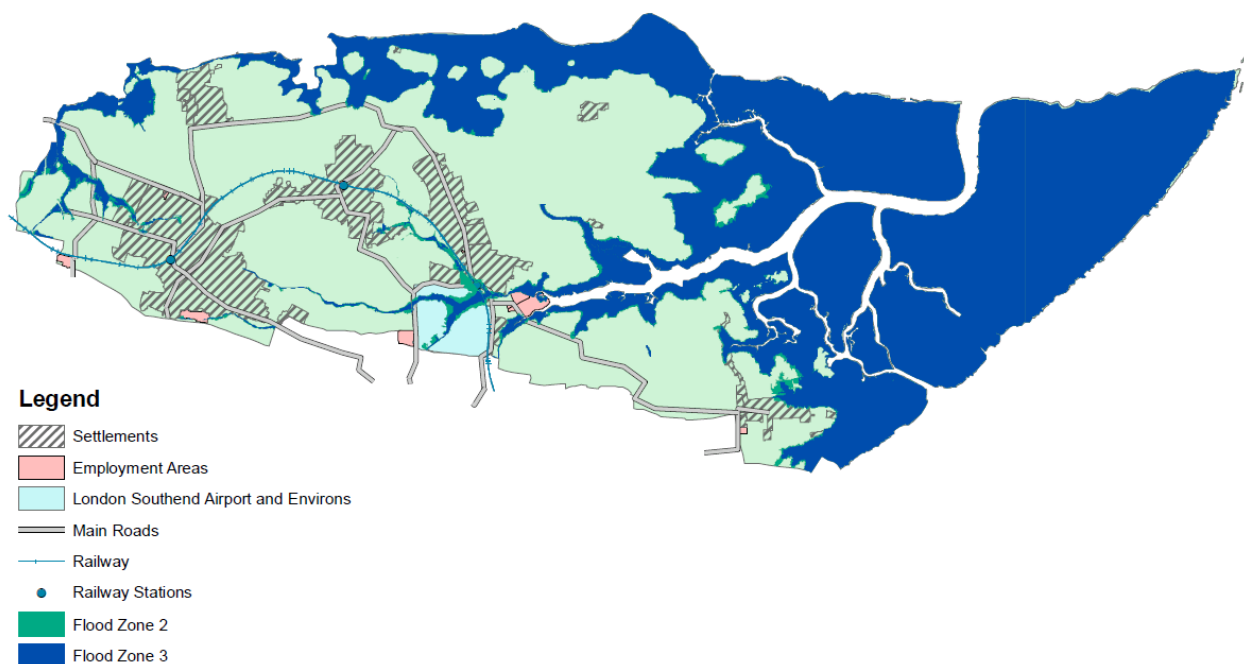 Legend
Settlements
Employment Areas
London Southend Airport and Environs
Main Roads
Railway
Railway Stations
Flood Zone 2
Flood Zone 3